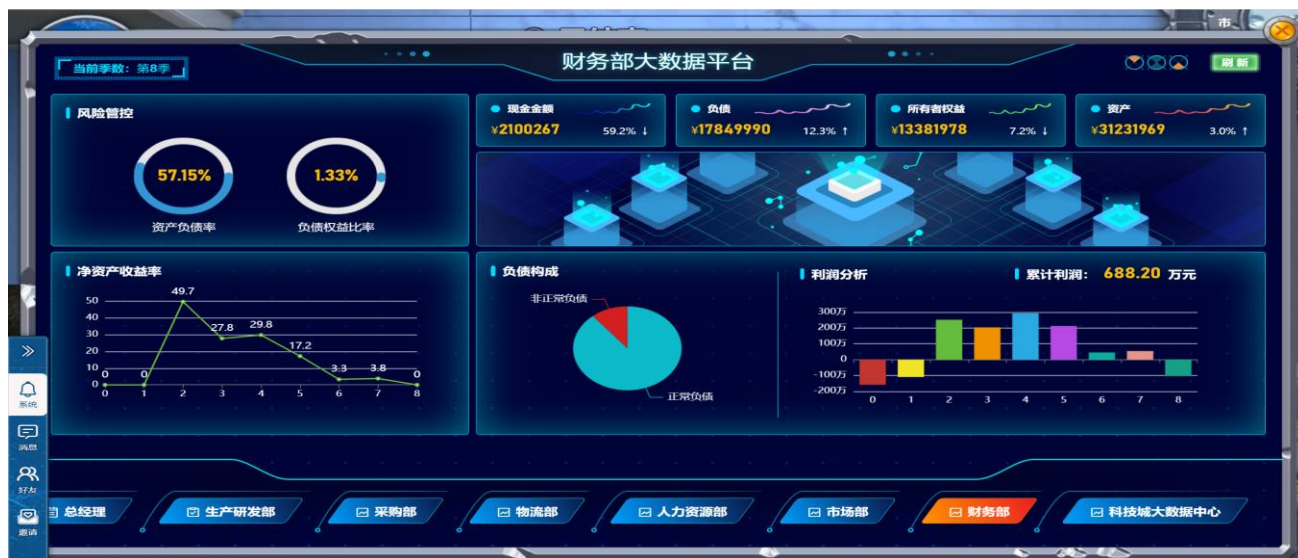 市
财务部大数据平台
当前季数：第8季
刷新
风险管控
57.15%
1.33%
资产负债率
负债权益比率
现金金额
¥2100267
59.2% ↓
负债
¥17849990
12.3% ↑
所有者权益
¥13381978
7.2% ↓
资产
¥31231969
3.0% ↑
净资产收益率
50
40
30
20
10
0
0
0
49.7
27.8
29.8
17.2
3.3
3.8
0
0 1 2 3 4 5 6 7 8
负债构成
非正常负债
正常负债
利润分析
累计利润： 688.20 万元
300万
200万
100万
0
-100万
-200万
0 1 2 3 4 5 6 7 8
系统
消息
好友
邀请
总经理
生产研发部
采购部
物流部
人力资源部
市场部
财务部
科技城大数据中心